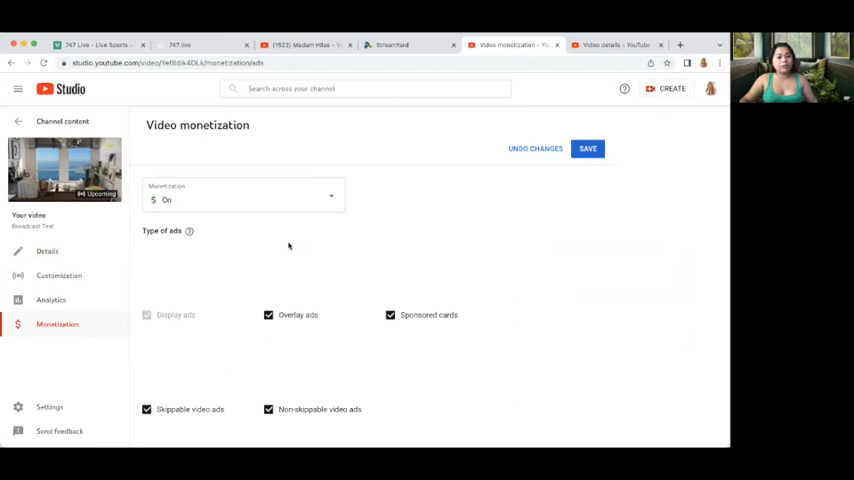 747 Live - Live Sports -
747.live
(1522) Madam Hilas - Yo
StreamYard
Video monetization - You
Video details - YouTube
studio.youtube.com/video/Yef8dik4DLk/monetization/ads
Studio
Search across your channel
CREATE
Channel content
Video monetization
UNDO CHANGES
SAVE
Upcoming
Monetization
$ On
Your video
Broadcast Test
Type of ads
Details
Customization
Analytics
Monetization
Display ads
Overlay ads
Sponsored cards
Settings
Send feedback
Skippable video ads
Non-skippable video ads